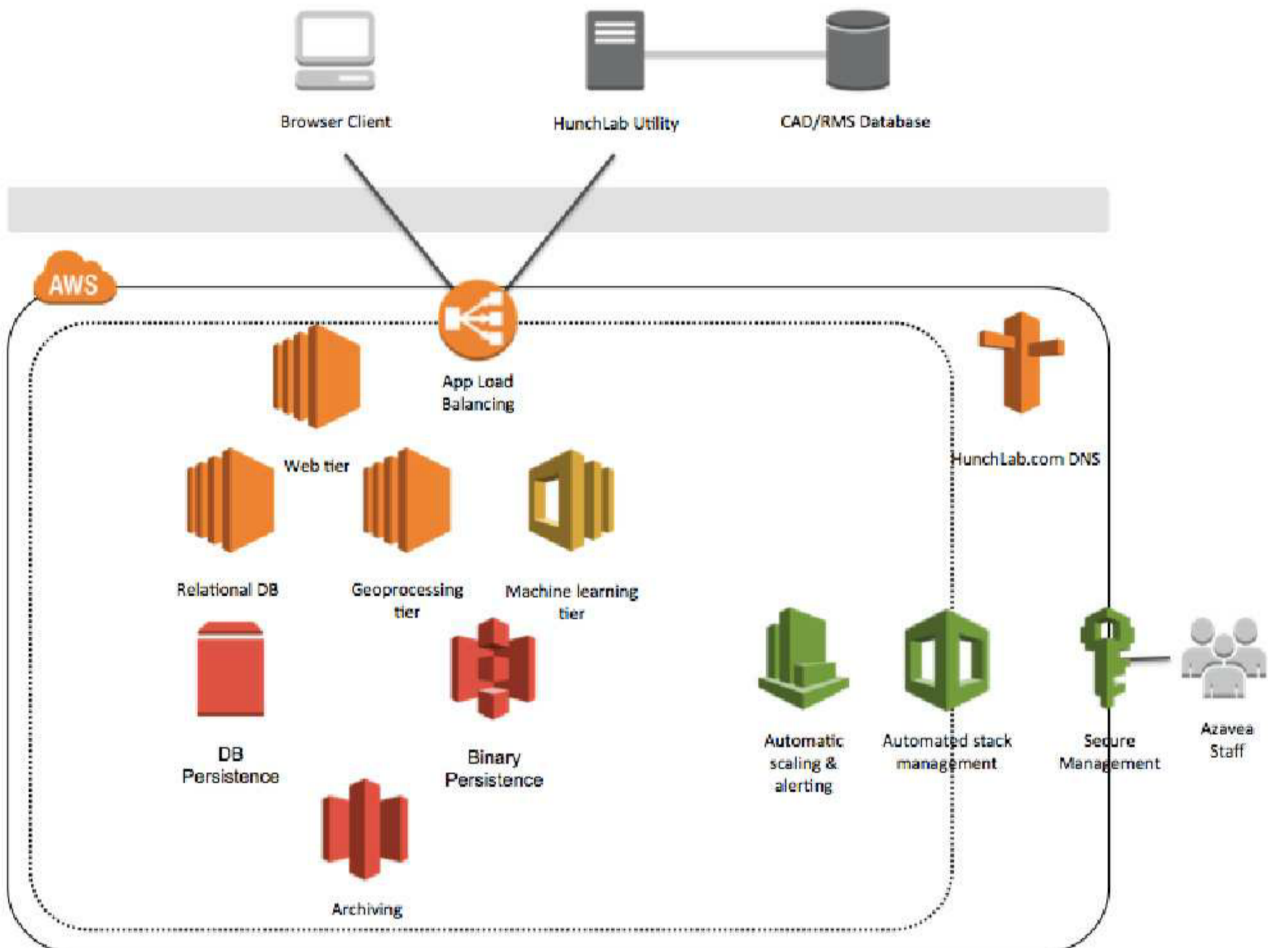 Browser Client
HunchLab Utility
CAD/RMS Database
AWS
App Load
Balancing
Web tier
HunchLab.com DNS
Relational DB
Geoprocessing
tier
Machine learning
tier
DB
Persistence
Binary
Persistence
Automatic
scaling &
alerting
Automated stack
management
Secure
Management
Azavea
Staff
Archiving